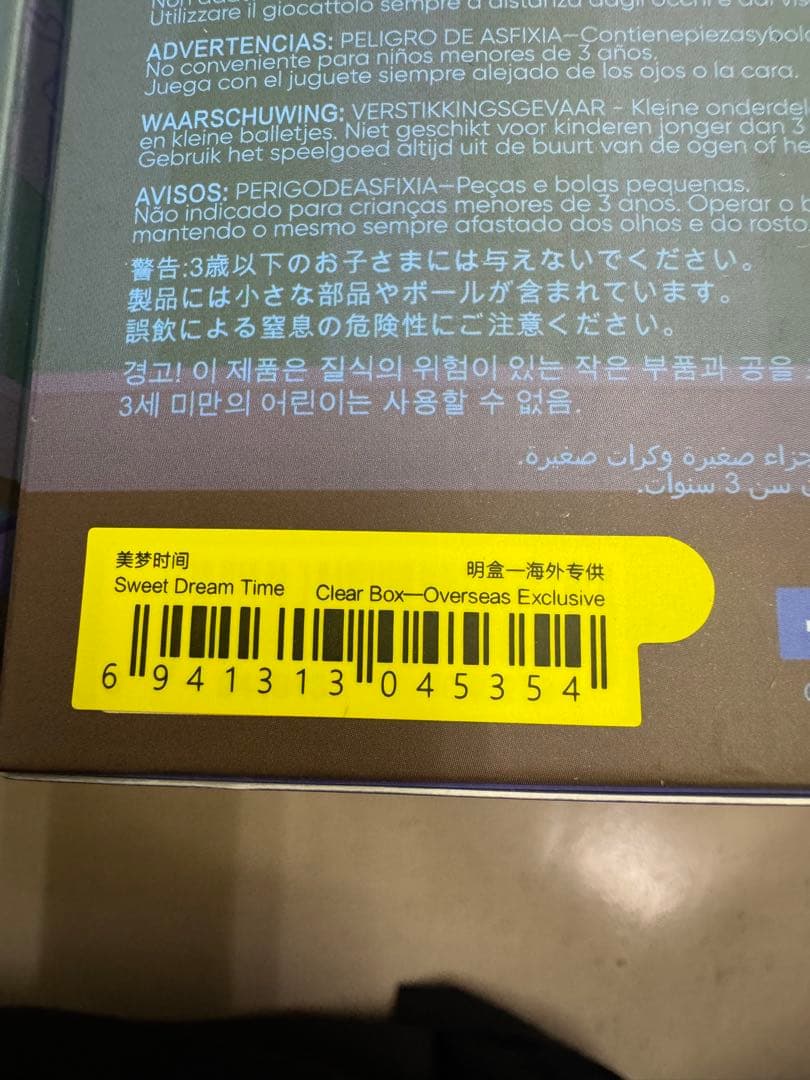 Utilizzare il giocattolo sempre a distanza dagli occhi e dal
ADVERTENCIAS: PELIGRO DE ASFIXIA—Contienepiezasybol
No conveniente para niños menores de 3 años.
Juega con el juguete siempre alejado de los ojos o la cara.
WAARSCHUWING: VERSTIKKINGSGEVAAR - Kleine onderdel
en kleine balletjes. Niet geschikt voor kinderen jonger dan 3
Gebruik het speelgoed altijd uit de buurt van de ogen of he
AVISOS: PERIGODEASFIXIA—Peças e bolas pequenas.
Não indicado para crianças menores de 3 anos. Operar o b
mantendo o mesmo sempre afastado dos olhos e do rosto
警告:3歳以下のお子さまには与えないでください。
製品には小さな部品やボールが含まれています。
誤飲による窒息の危険性にご注意ください。
경고! 이 제품은 질식의 위험이 있는 작은 부품과 공을
3세 미만의 어린이는 사용할 수 없음.
صغيرة وكرات صغيرة.
سن 3 سنوات.
美梦时间
明盒一海外专供
Sweet Dream Time Clear Box—Overseas Exclusive
6 941313 045354